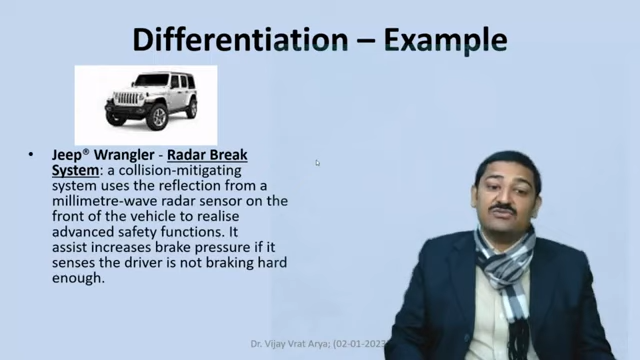 Differentiation – Example
• Jeep® Wrangler - Radar Break
System: a collision-mitigating
system uses the reflection from a
millimetre-wave radar sensor on the
front of the vehicle to realise
advanced safety functions. It
assist increases brake pressure if it
senses the driver is not braking hard
enough.
Dr. Vijay Vrat Arya; (02-01-2023